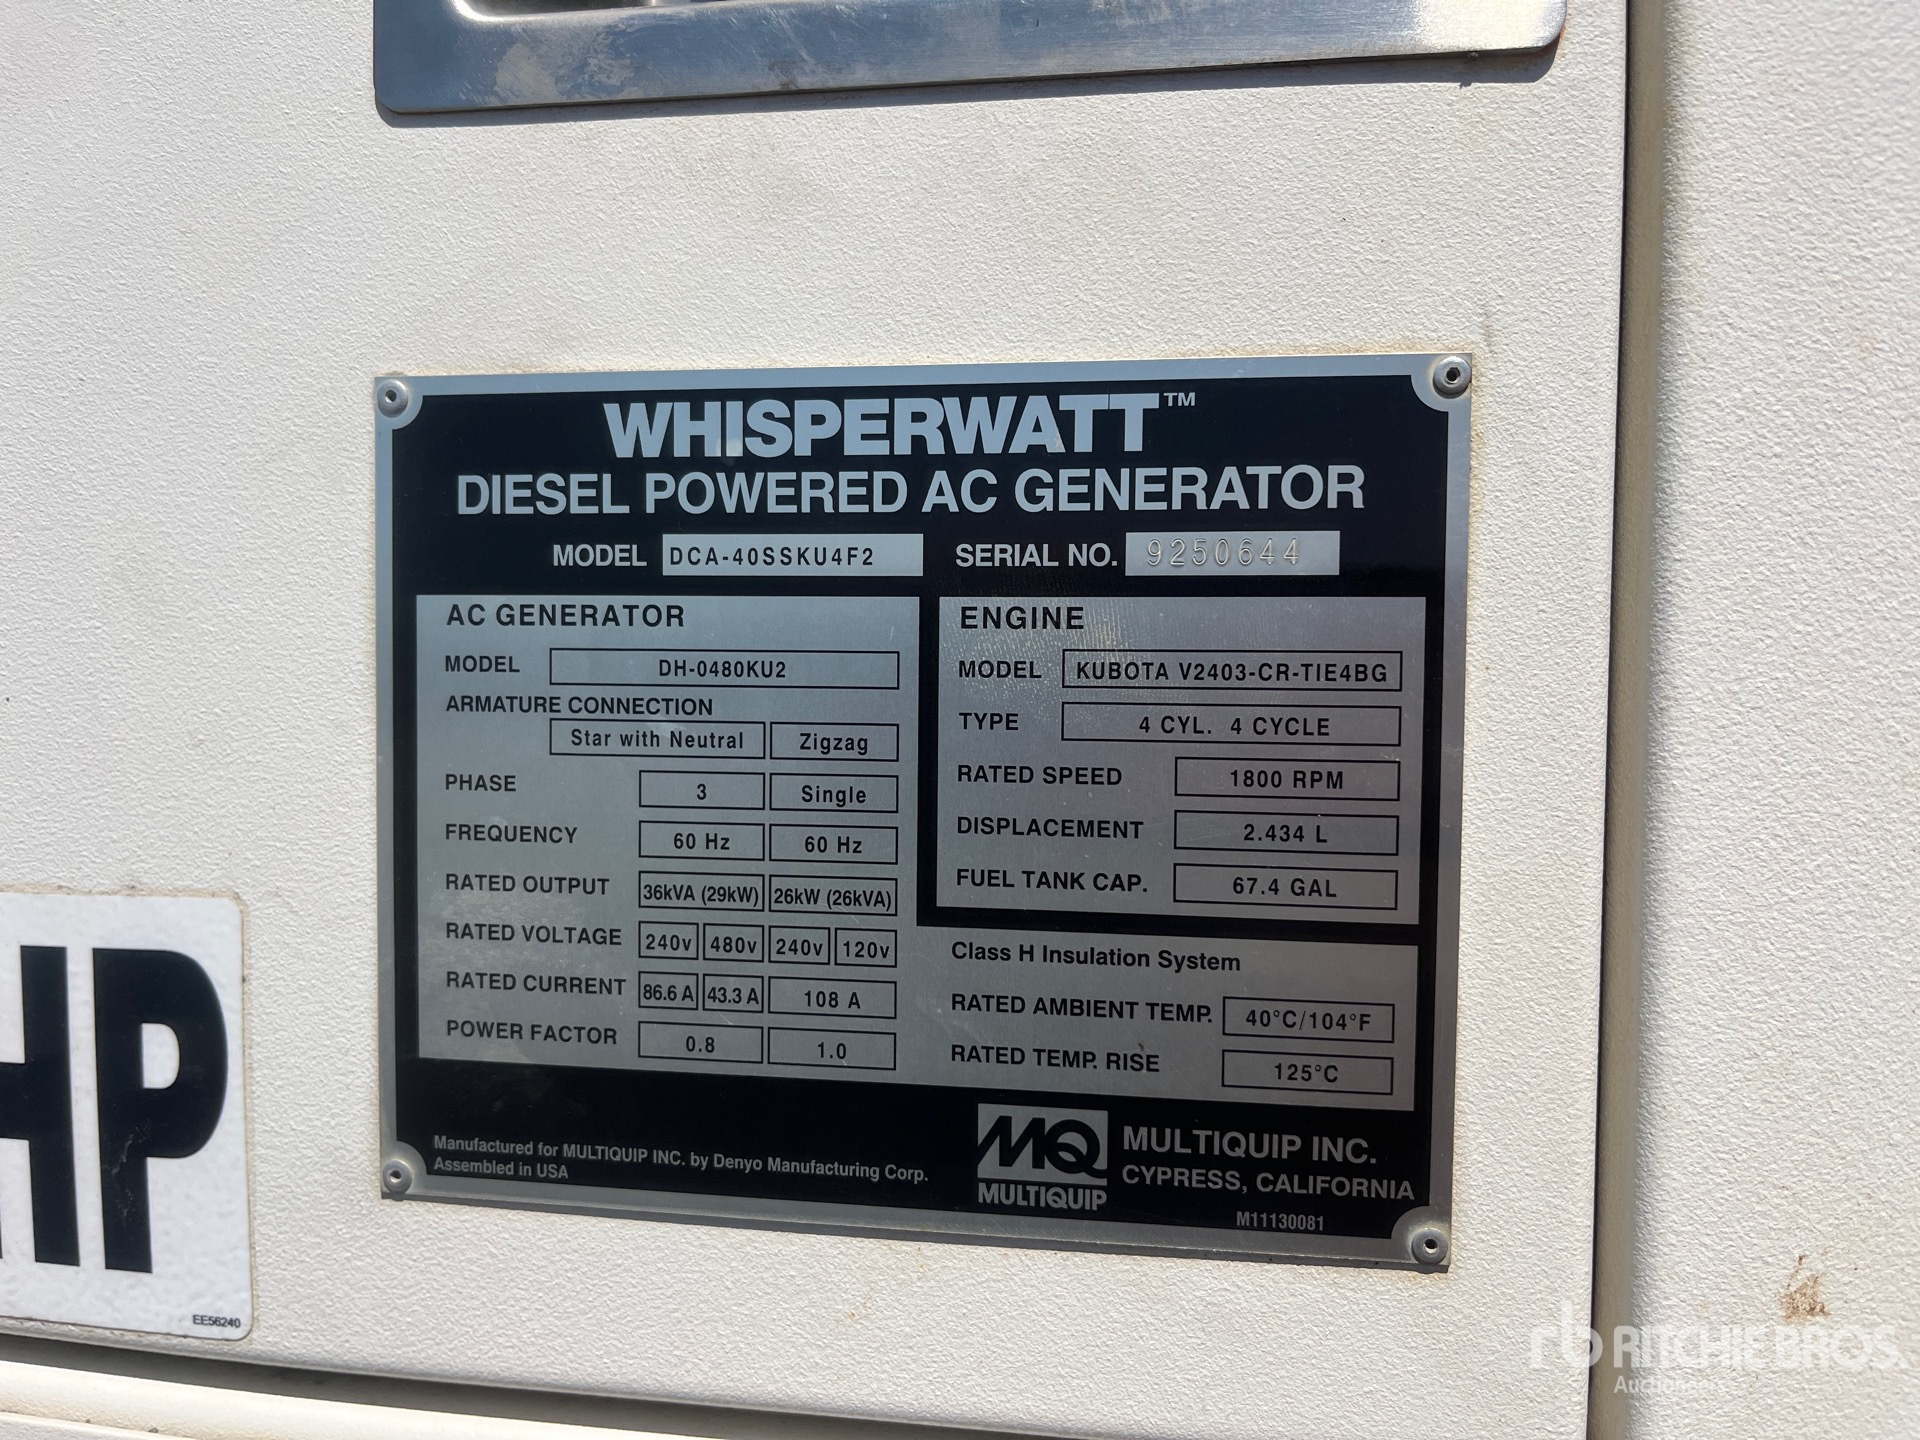 WHISPERWATT™
DIESEL POWERED AC GENERATOR
MODEL DCA-40SSKU4F2 SERIAL NO. 9250644
AC GENERATOR
MODEL DH-0480KU2
ARMATURE CONNECTION
Star with Neutral Zigzag
PHASE 3 Single
FREQUENCY 60 Hz 60 Hz
RATED OUTPUT 36kVA (29kW) 26kW (26kVA)
RATED VOLTAGE 240v 480v 240v 120v
RATED CURRENT 86.6 A 43.3 A 108 A
POWER FACTOR 0.8 1.0
ENGINE
MODEL KUBOTA V2403-CR-TIE4BG
TYPE 4 CYL. 4 CYCLE
RATED SPEED 1800 RPM
DISPLACEMENT 2.434 L
FUEL TANK CAP. 67.4 GAL
Class H Insulation System
RATED AMBIENT TEMP. 40°C/104°F
RATED TEMP. RISE 125°C
Manufactured for MULTIQUIP INC. by Denyo Manufacturing Corp.
Assembled in USA
MQ
MULTIQUIP
MULTIQUIP INC.
CYPRESS, CALIFORNIA
M11130081
HP
EE56240
rb RITCHIE BROS.
Auctioneers